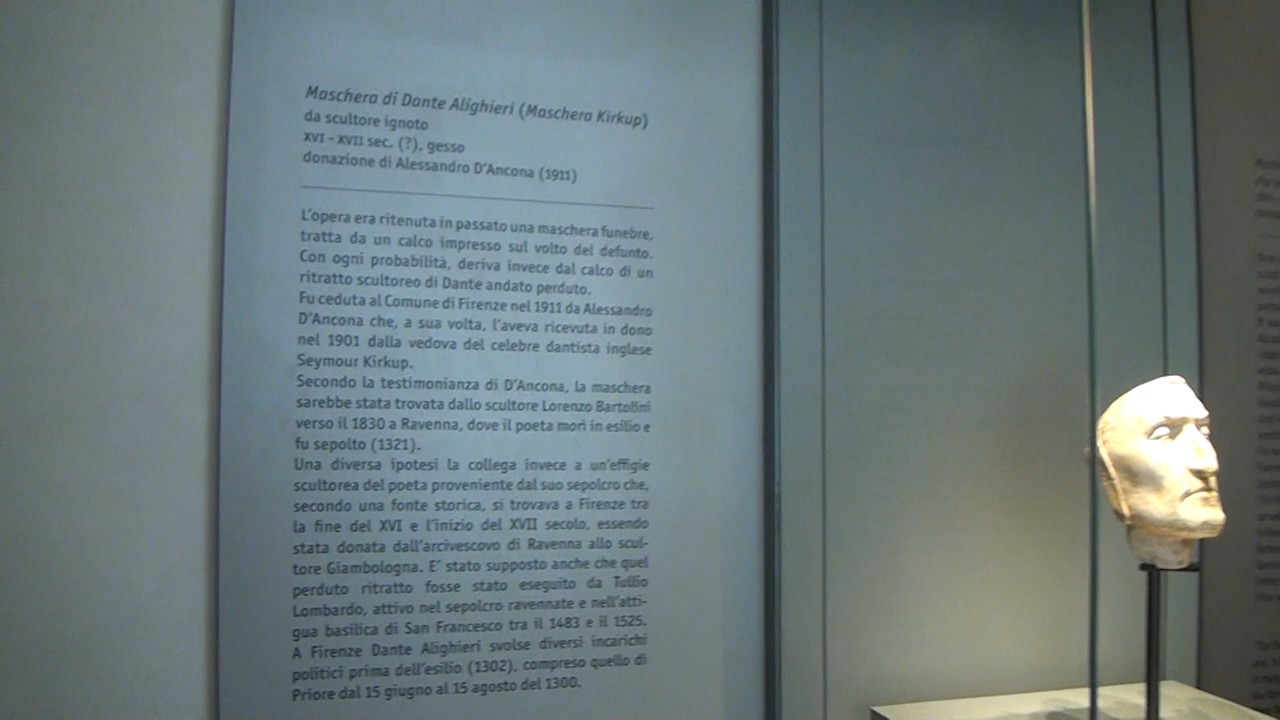 Maschera di Dante Alighieri (Maschera Kirkup)
da scultore ignoto
XVI - XVII sec. (?), gesso
donazione di Alessandro D'Ancona (1911)
L'opera era ritenuta in passato una maschera funebre,
tratta da un calco impresso sul volto del defunto.
Con ogni probabilità, deriva invece dal calco di un
ritratto scultoreo di Dante andato perduto.
Fu ceduta al Comune di Firenze nel 1911 da Alessandro
D'Ancona che, a sua volta, l'aveva ricevuta in dono
nel 1901 dalla vedova del celebre dantista inglese
Seymour Kirkup.
Secondo la testimonianza di D'Ancona, la maschera
sarebbe stata trovata dallo scultore Lorenzo Bartolini
verso il 1830 a Ravenna, dove il poeta morì in esilio e
fu sepolto (1321).
Una diversa ipotesi la collega invece a un'effigie
scultorea del poeta proveniente dal suo sepolcro che,
secondo una fonte storica, si trovava a Firenze tra
la fine del XVI e l'inizio del XVII secolo, essendo
stata donata dall'arcivescovo di Ravenna allo scul-
tore Giambologna. E' stato supposto anche che quel
perduto ritratto fosse stato eseguito da Tullio
Lombardo, attivo nel sepolcro ravennate e nell'atti-
gua basilica di San Francesco tra il 1483 e il 1525.
A Firenze Dante Alighieri svolse diversi incarichi
politici prima dell'esilio (1302), compreso quello di
Priore dal 15 giugno al 15 agosto del 1300.